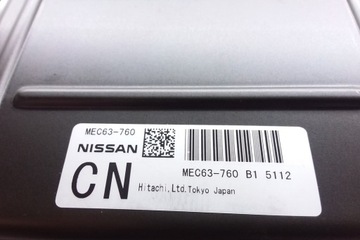 MEC63-760
NISSAN
CN
MEC63-760 B1 5112
Hitachi,Ltd.Tokyo Japan